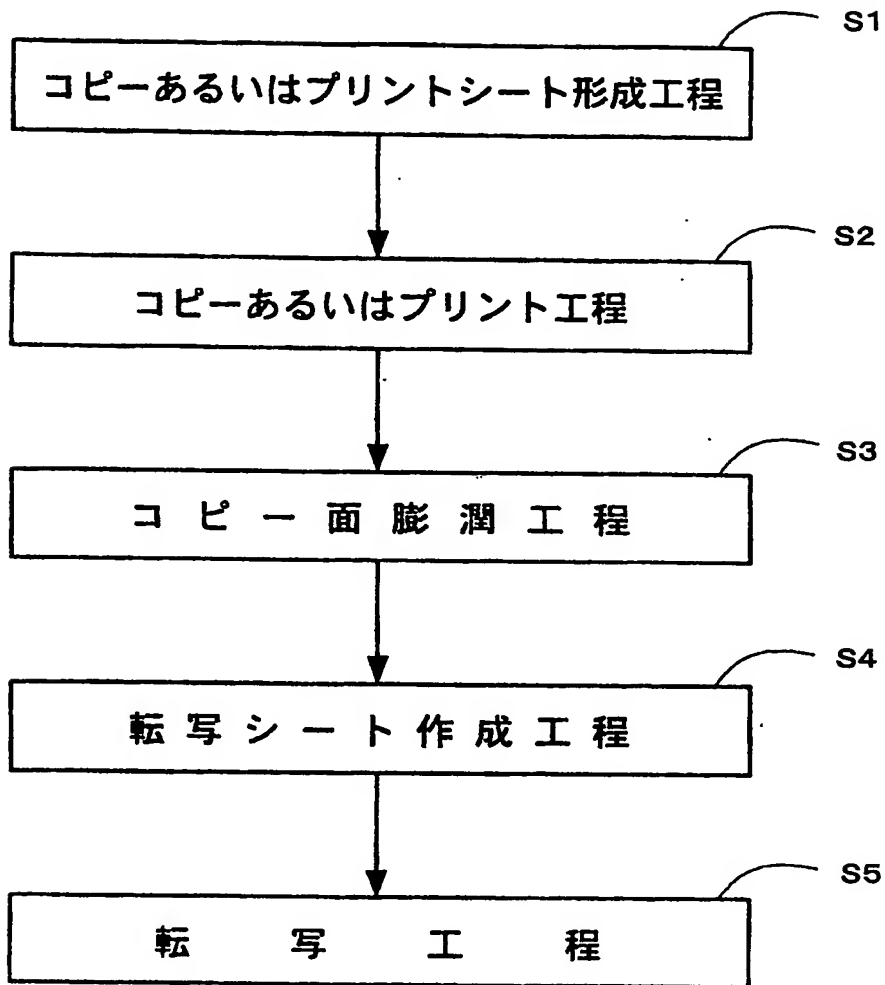 S1
コピーあるいはプリントシート形成工程
S2
コピーあるいはプリント工程
S3
コピー面膨潤工程
S4
転写シート作成工程
S5
転写工程